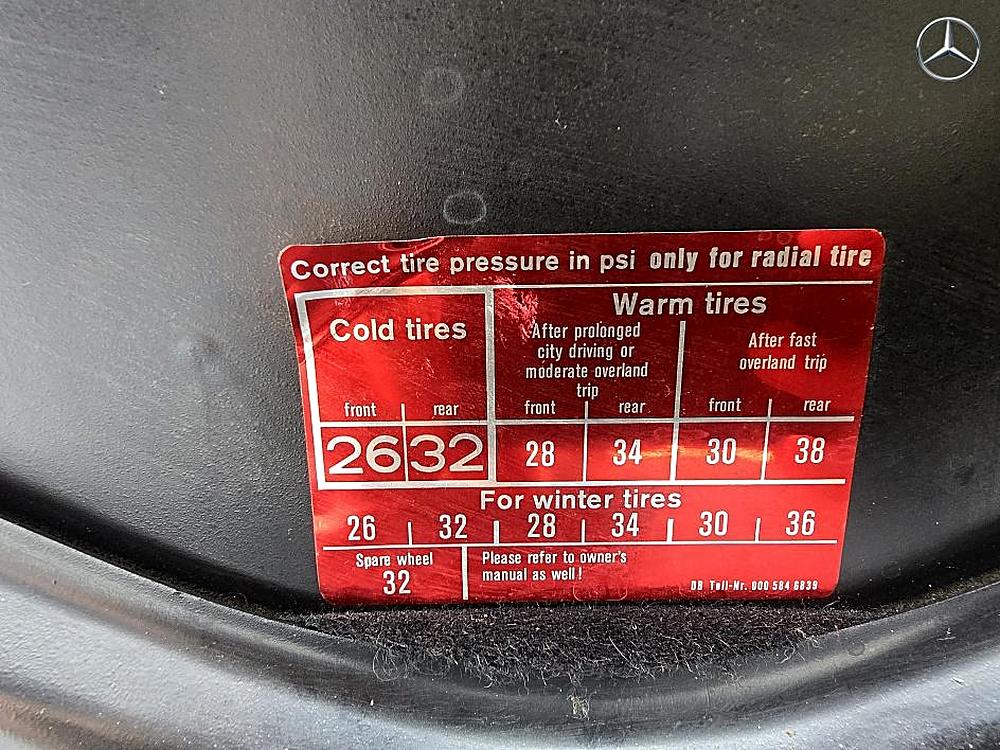 Correct tire pressure in psi only for radial tire
Cold tires
Warm tires
After prolonged
city driving or
moderate overland
trip
After fast
overland trip
front rear front rear front rear
26 32 28 34 30 38
For winter tires
26 32 28 34 30 36
Spare wheel
32
Please refer to owner's
manual as well!
DB Teil-Nr. 000 584 6839